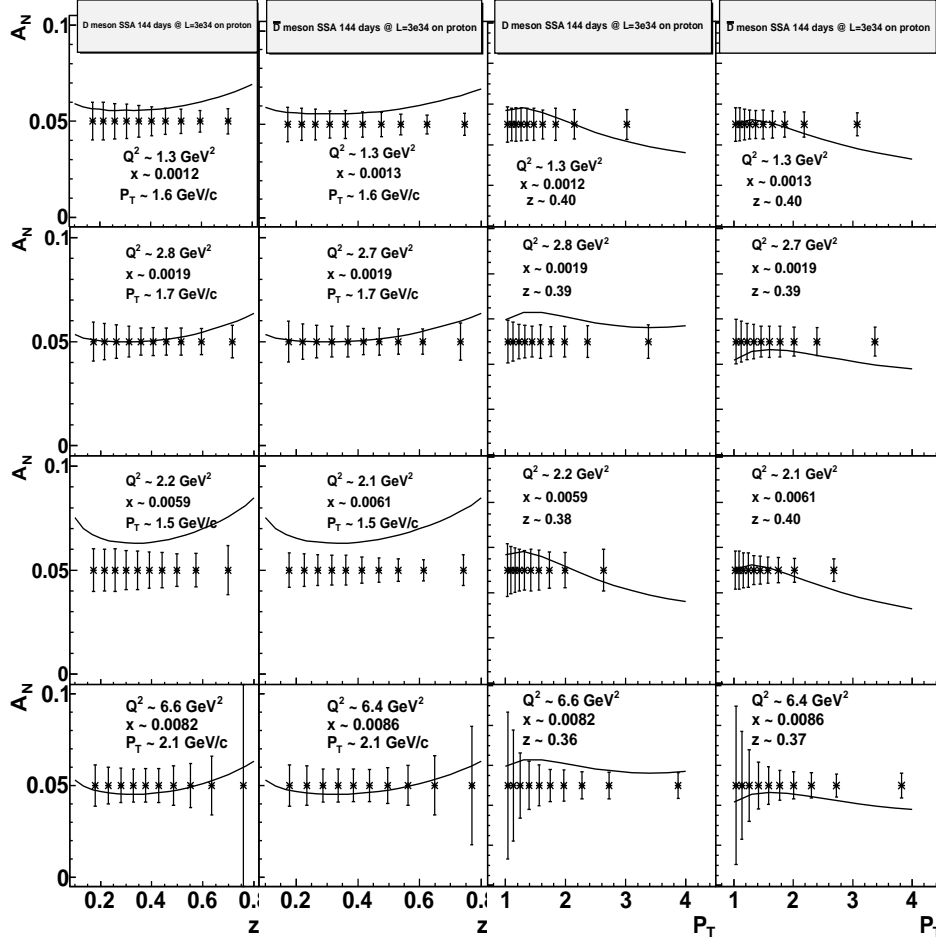 D meson SSA 144 days @ L=3e34 on proton
D̅ meson SSA 144 days @ L=3e34 on proton
D meson SSA 144 days @ L=3e34 on proton
D̅ meson SSA 144 days @ L=3e34 on proton
A_N
0.1
0.05
0
Q² ~ 1.3 GeV²
x ~ 0.0012
P_T ~ 1.6 GeV/c
Q² ~ 1.3 GeV²
x ~ 0.0013
P_T ~ 1.6 GeV/c
Q² ~ 1.3 GeV²
x ~ 0.0012
z ~ 0.40
Q² ~ 1.3 GeV²
x ~ 0.0013
z ~ 0.40
A_N
0.1
0.05
0
Q² ~ 2.8 GeV²
x ~ 0.0019
P_T ~ 1.7 GeV/c
Q² ~ 2.7 GeV²
x ~ 0.0019
P_T ~ 1.7 GeV/c
Q² ~ 2.8 GeV²
x ~ 0.0019
z ~ 0.39
Q² ~ 2.7 GeV²
x ~ 0.0019
z ~ 0.39
A_N
0.1
0.05
0
Q² ~ 2.2 GeV²
x ~ 0.0059
P_T ~ 1.5 GeV/c
Q² ~ 2.1 GeV²
x ~ 0.0061
P_T ~ 1.5 GeV/c
Q² ~ 2.2 GeV²
x ~ 0.0059
z ~ 0.38
Q² ~ 2.1 GeV²
x ~ 0.0061
z ~ 0.40
A_N
0.1
0.05
0
Q² ~ 6.6 GeV²
x ~ 0.0082
P_T ~ 2.1 GeV/c
Q² ~ 6.4 GeV²
x ~ 0.0086
P_T ~ 2.1 GeV/c
Q² ~ 6.6 GeV²
x ~ 0.0082
z ~ 0.36
Q² ~ 6.4 GeV²
x ~ 0.0086
z ~ 0.37
0.2 0.4 0.6
0.2 0.4 0.6 0.8
1 2 3 4
1 2 3 4
z
z
P_T
P_T